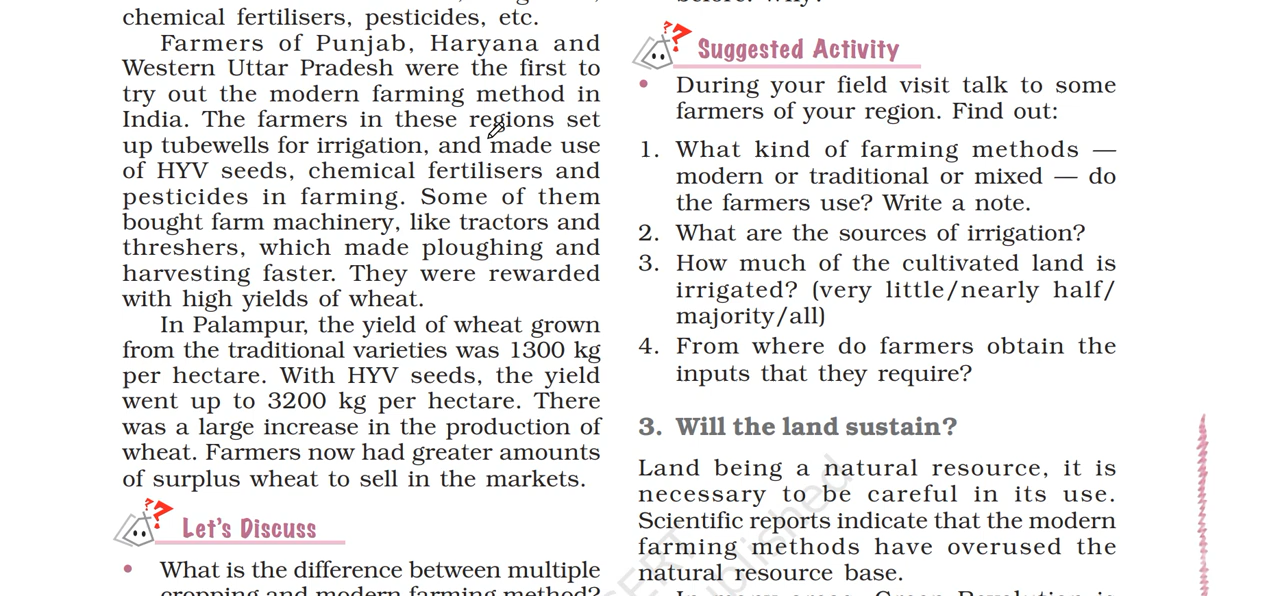 chemical fertilisers, pesticides, etc.
Farmers of Punjab, Haryana and
Western Uttar Pradesh were the first to
try out the modern farming method in
India. The farmers in these regions set
up tubewells for irrigation, and made use
of HYV seeds, chemical fertilisers and
pesticides in farming. Some of them
bought farm machinery, like tractors and
threshers, which made ploughing and
harvesting faster. They were rewarded
with high yields of wheat.
In Palampur, the yield of wheat grown
from the traditional varieties was 1300 kg
per hectare. With HYV seeds, the yield
went up to 3200 kg per hectare. There
was a large increase in the production of
wheat. Farmers now had greater amounts
of surplus wheat to sell in the markets.
Let's Discuss
• What is the difference between multiple
cropping and modern farming method?
before. Why?
Suggested Activity
• During your field visit talk to some
farmers of your region. Find out:
1. What kind of farming methods —
modern or traditional or mixed — do
the farmers use? Write a note.
2. What are the sources of irrigation?
3. How much of the cultivated land is
irrigated? (very little/nearly half/
majority/all)
4. From where do farmers obtain the
inputs that they require?
3. Will the land sustain?
Land being a natural resource, it is
necessary to be careful in its use.
Scientific reports indicate that the modern
farming methods have overused the
natural resource base.
In many areas, Green Revolution is